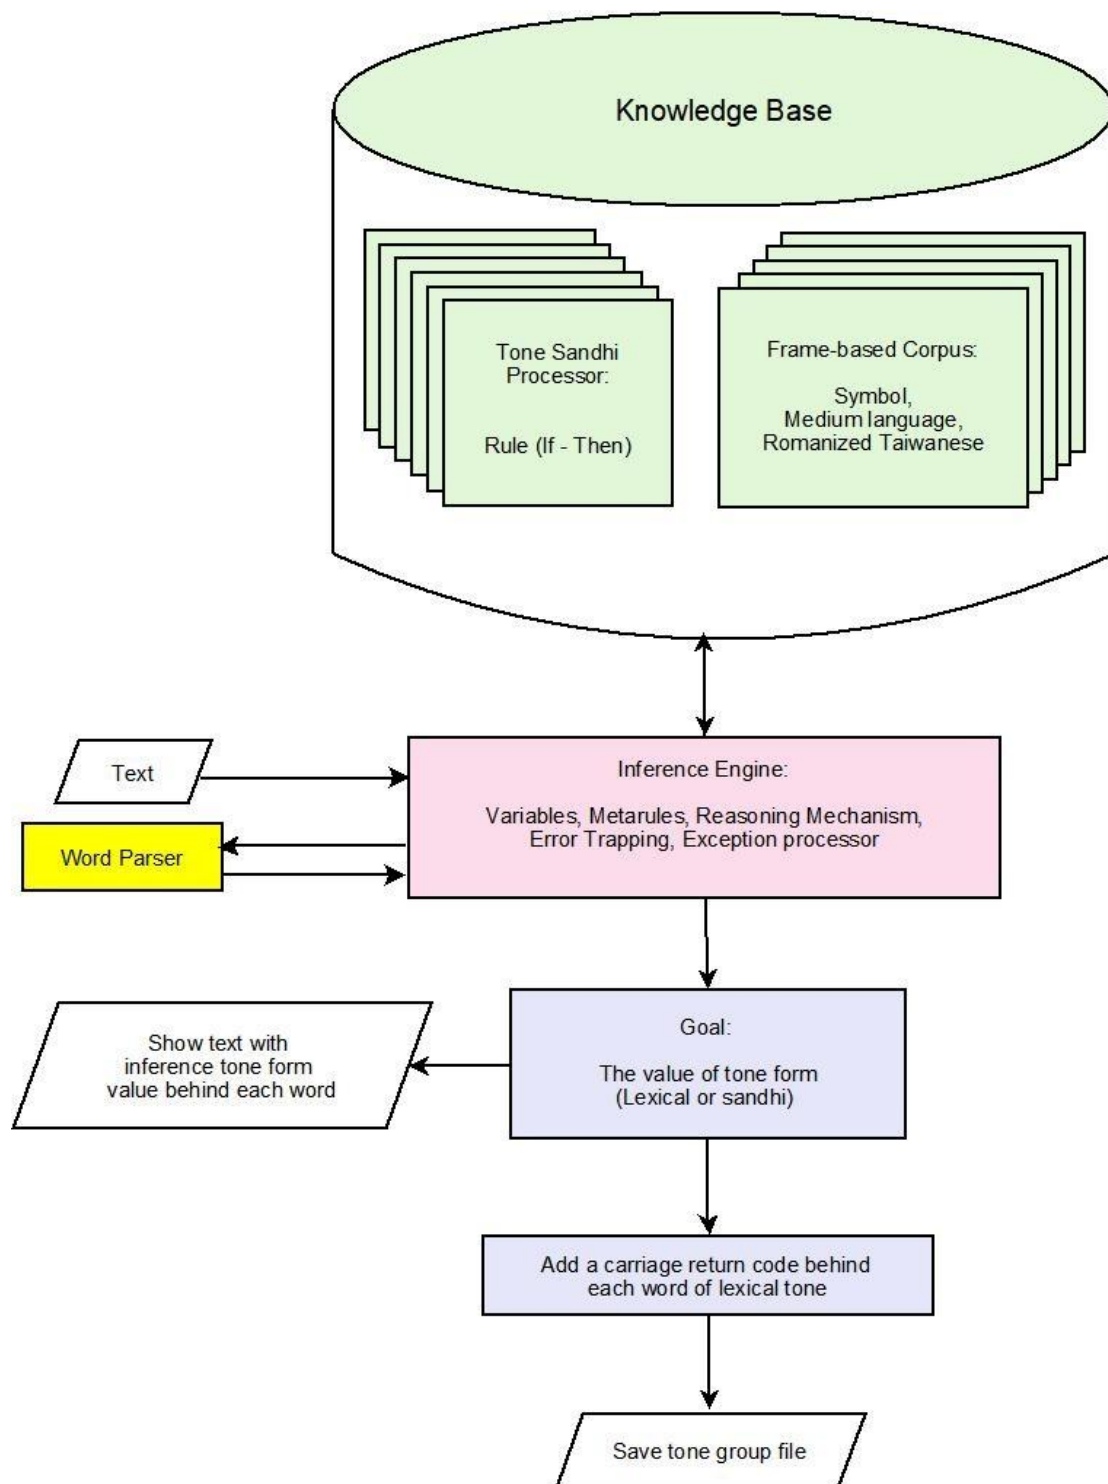 Knowledge Base
Tone Sandhi
Processor:
Rule (If - Then)
Frame-based Corpus:
Symbol,
Medium language,
Romanized Taiwanese
Text
Inference Engine:
Variables, Metarules, Reasoning Mechanism,
Error Trapping, Exception processor
Word Parser
Goal:
The value of tone form
(Lexical or sandhi)
Show text with
inference tone form
value behind each word
Add a carriage return code behind
each word of lexical tone
Save tone group file